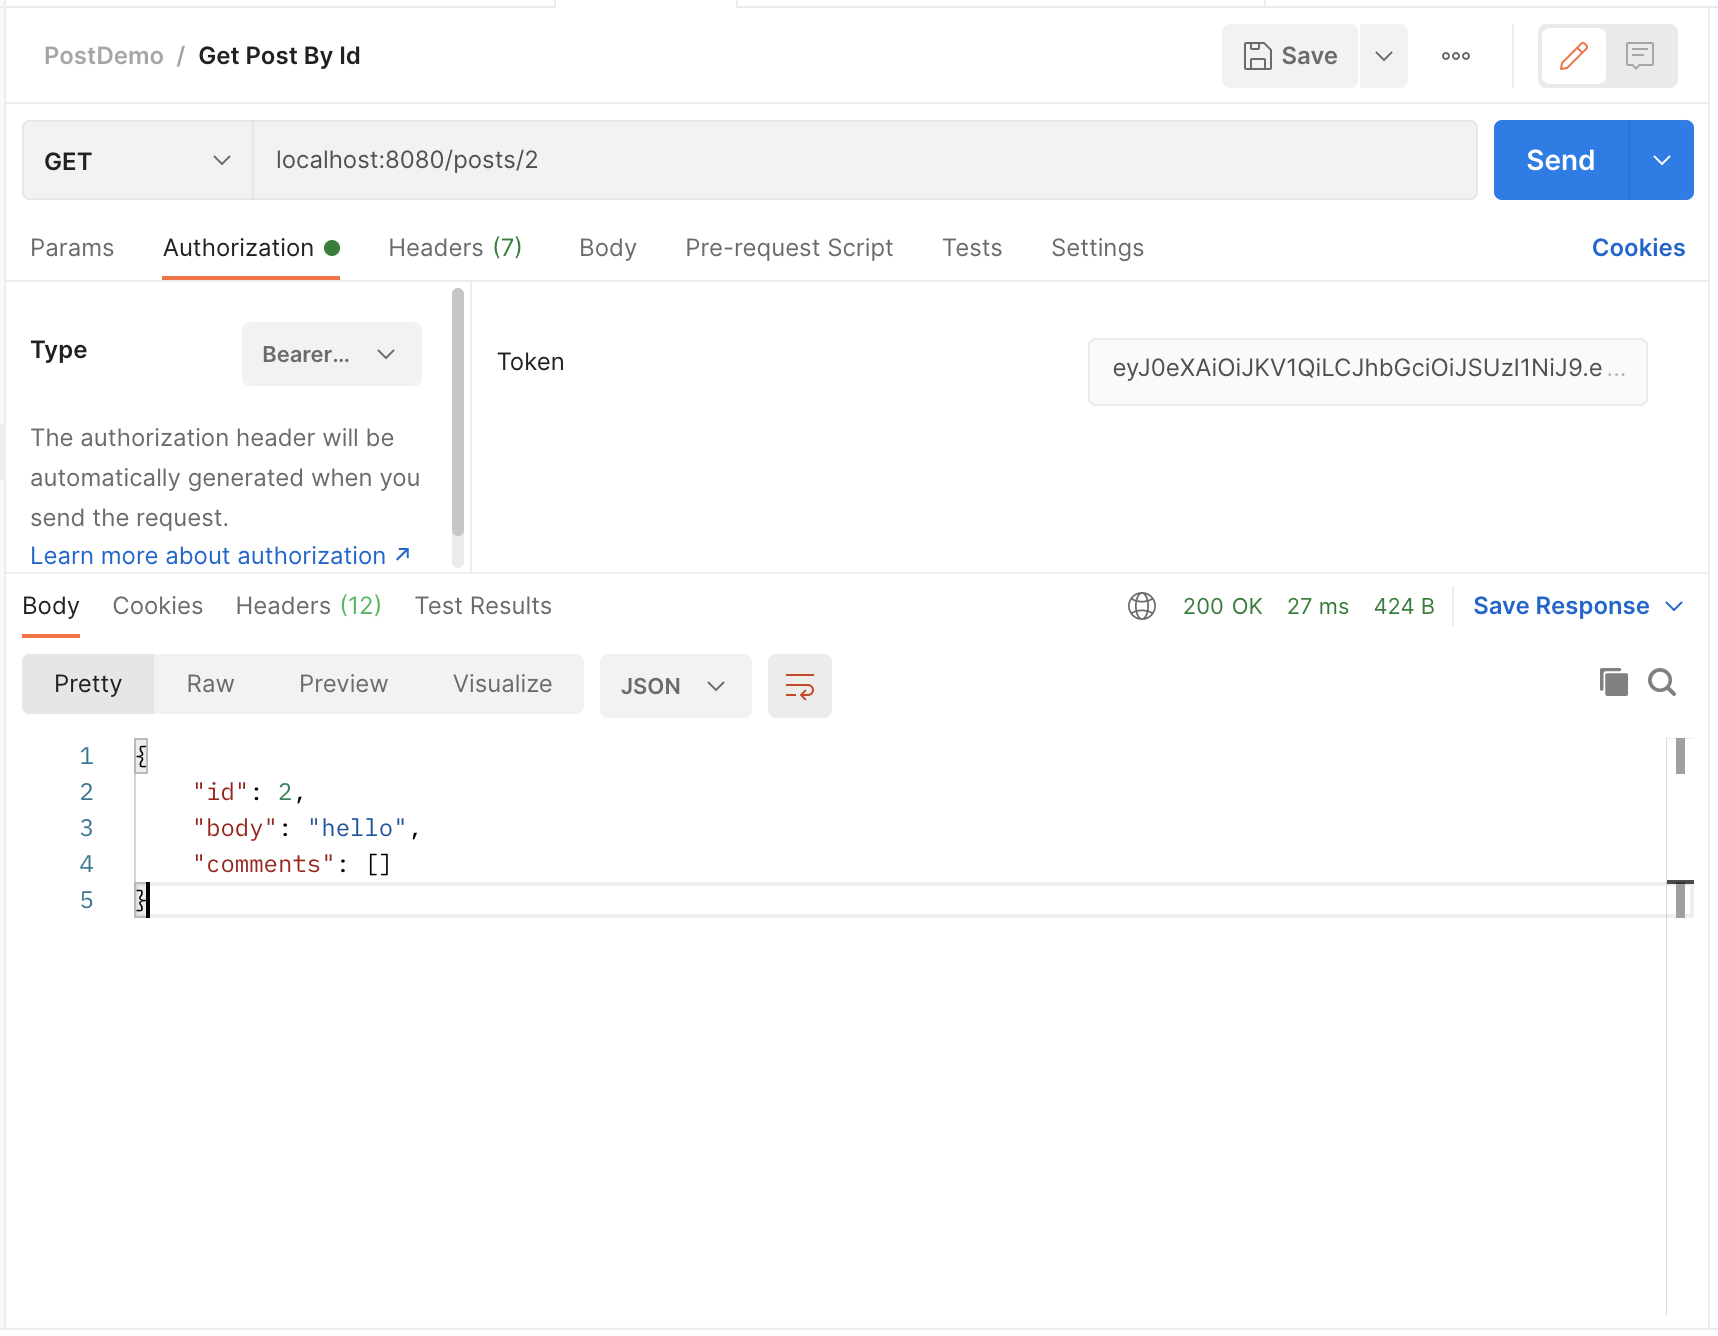 PostDemo / Get Post By Id
Save
GET
localhost:8080/posts/2
Send
Params Authorization Headers (7) Body Pre-request Script Tests Settings Cookies
Type
Bearer...
Token
eyJ0eXAiOiJKV1QiLCJhbGciOiJSUzI1NiJ9.e...
The authorization header will be
automatically generated when you
send the request.
Learn more about authorization ↗
Body Cookies Headers (12) Test Results 200 OK 27 ms 424 B Save Response
Pretty Raw Preview Visualize JSON
1 {
2 "id": 2,
3 "body": "hello",
4 "comments": []
5 }